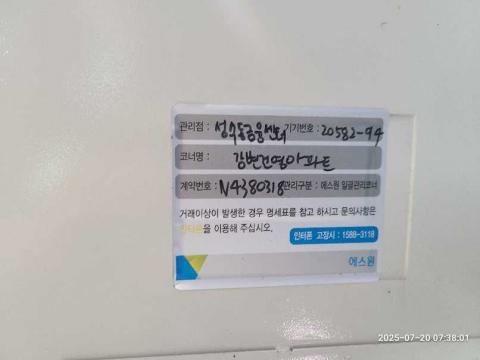 관리점 : 성수동금융센터 기기번호 : 20582-94
코너명 : 강변건영아파트
계약번호 : N4380318 관리구분 : 에스원 일괄관리코너
거래이상이 발생한 경우 명세표를 참고 하시고 문의사항은
인터폰을 이용해 주십시오.
인터폰 고장시 : 1588-3118
에스원
2025-07-20 07:38:01